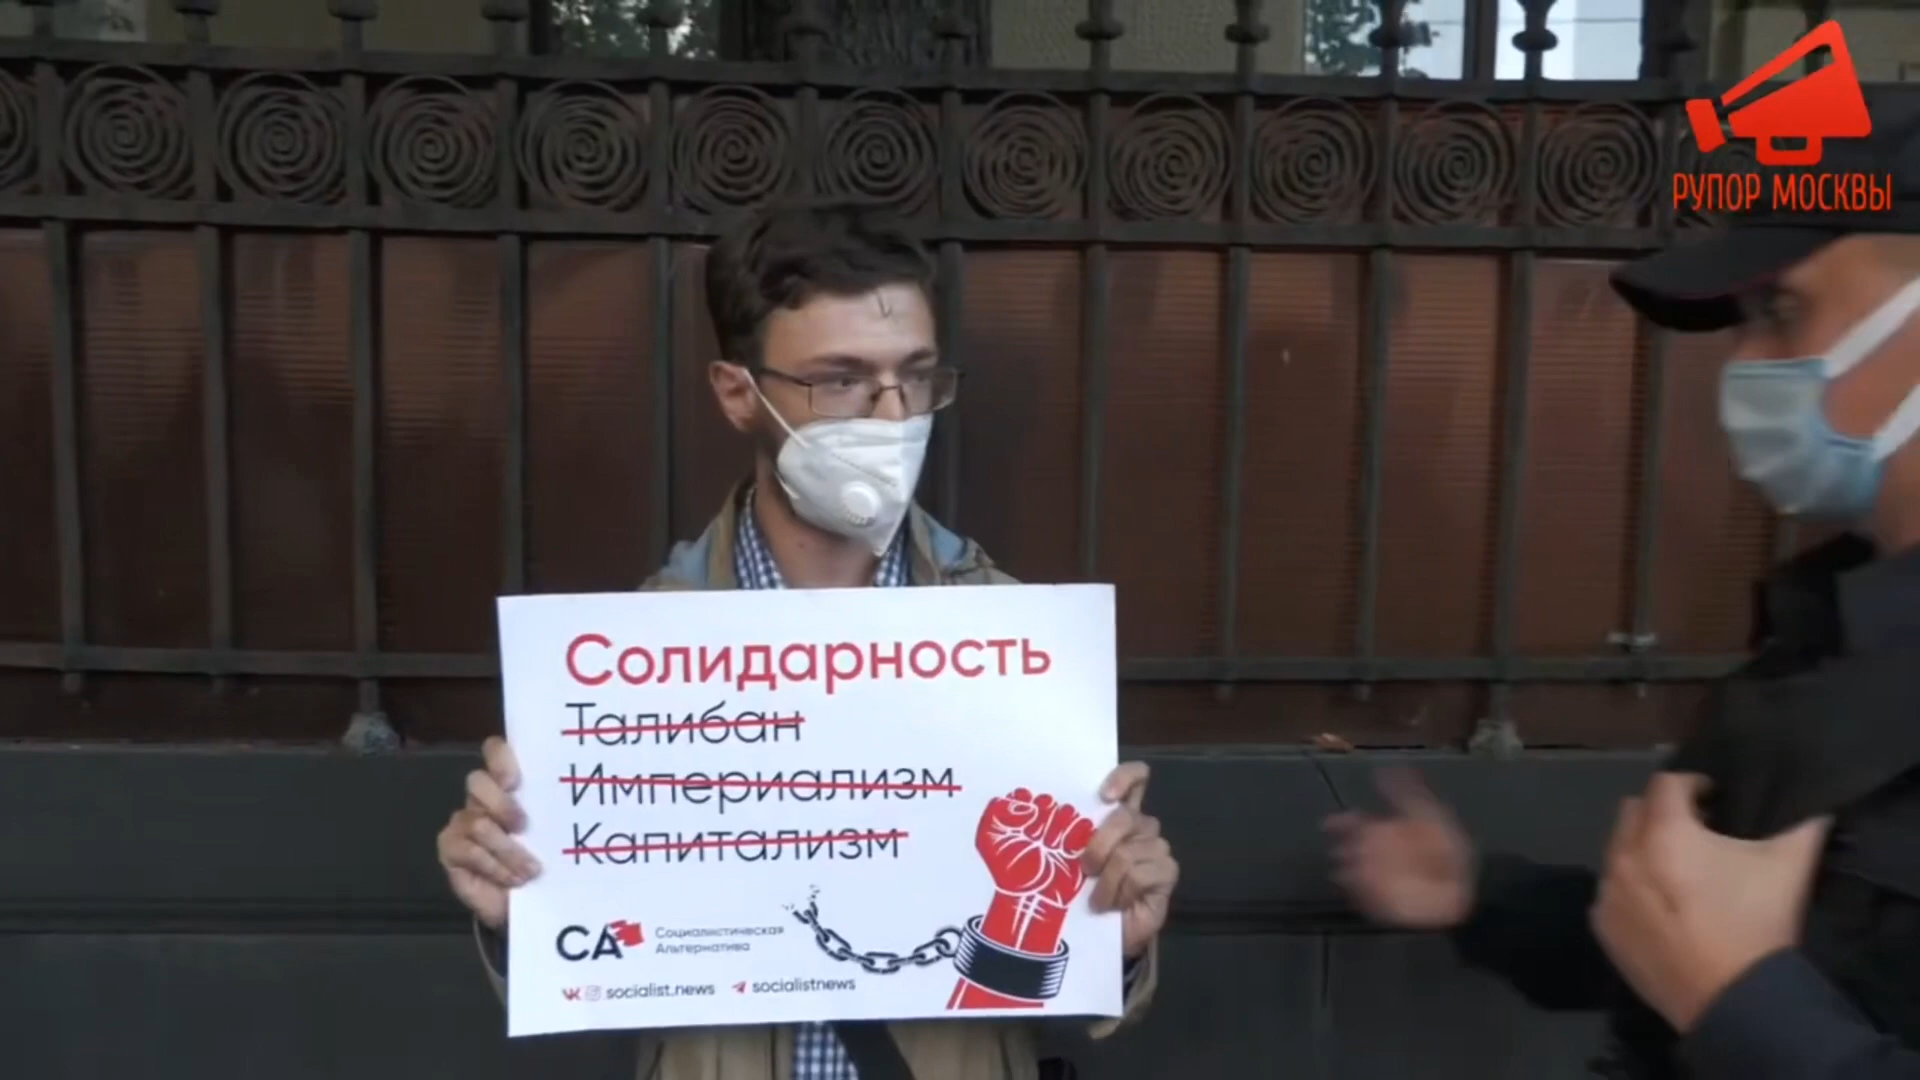 РУПОР МОСКВЫ
Солидарность
Талибан
Империализм
Капитализм
СА Социалистическая
Альтернатива
socialist.news socialistnews